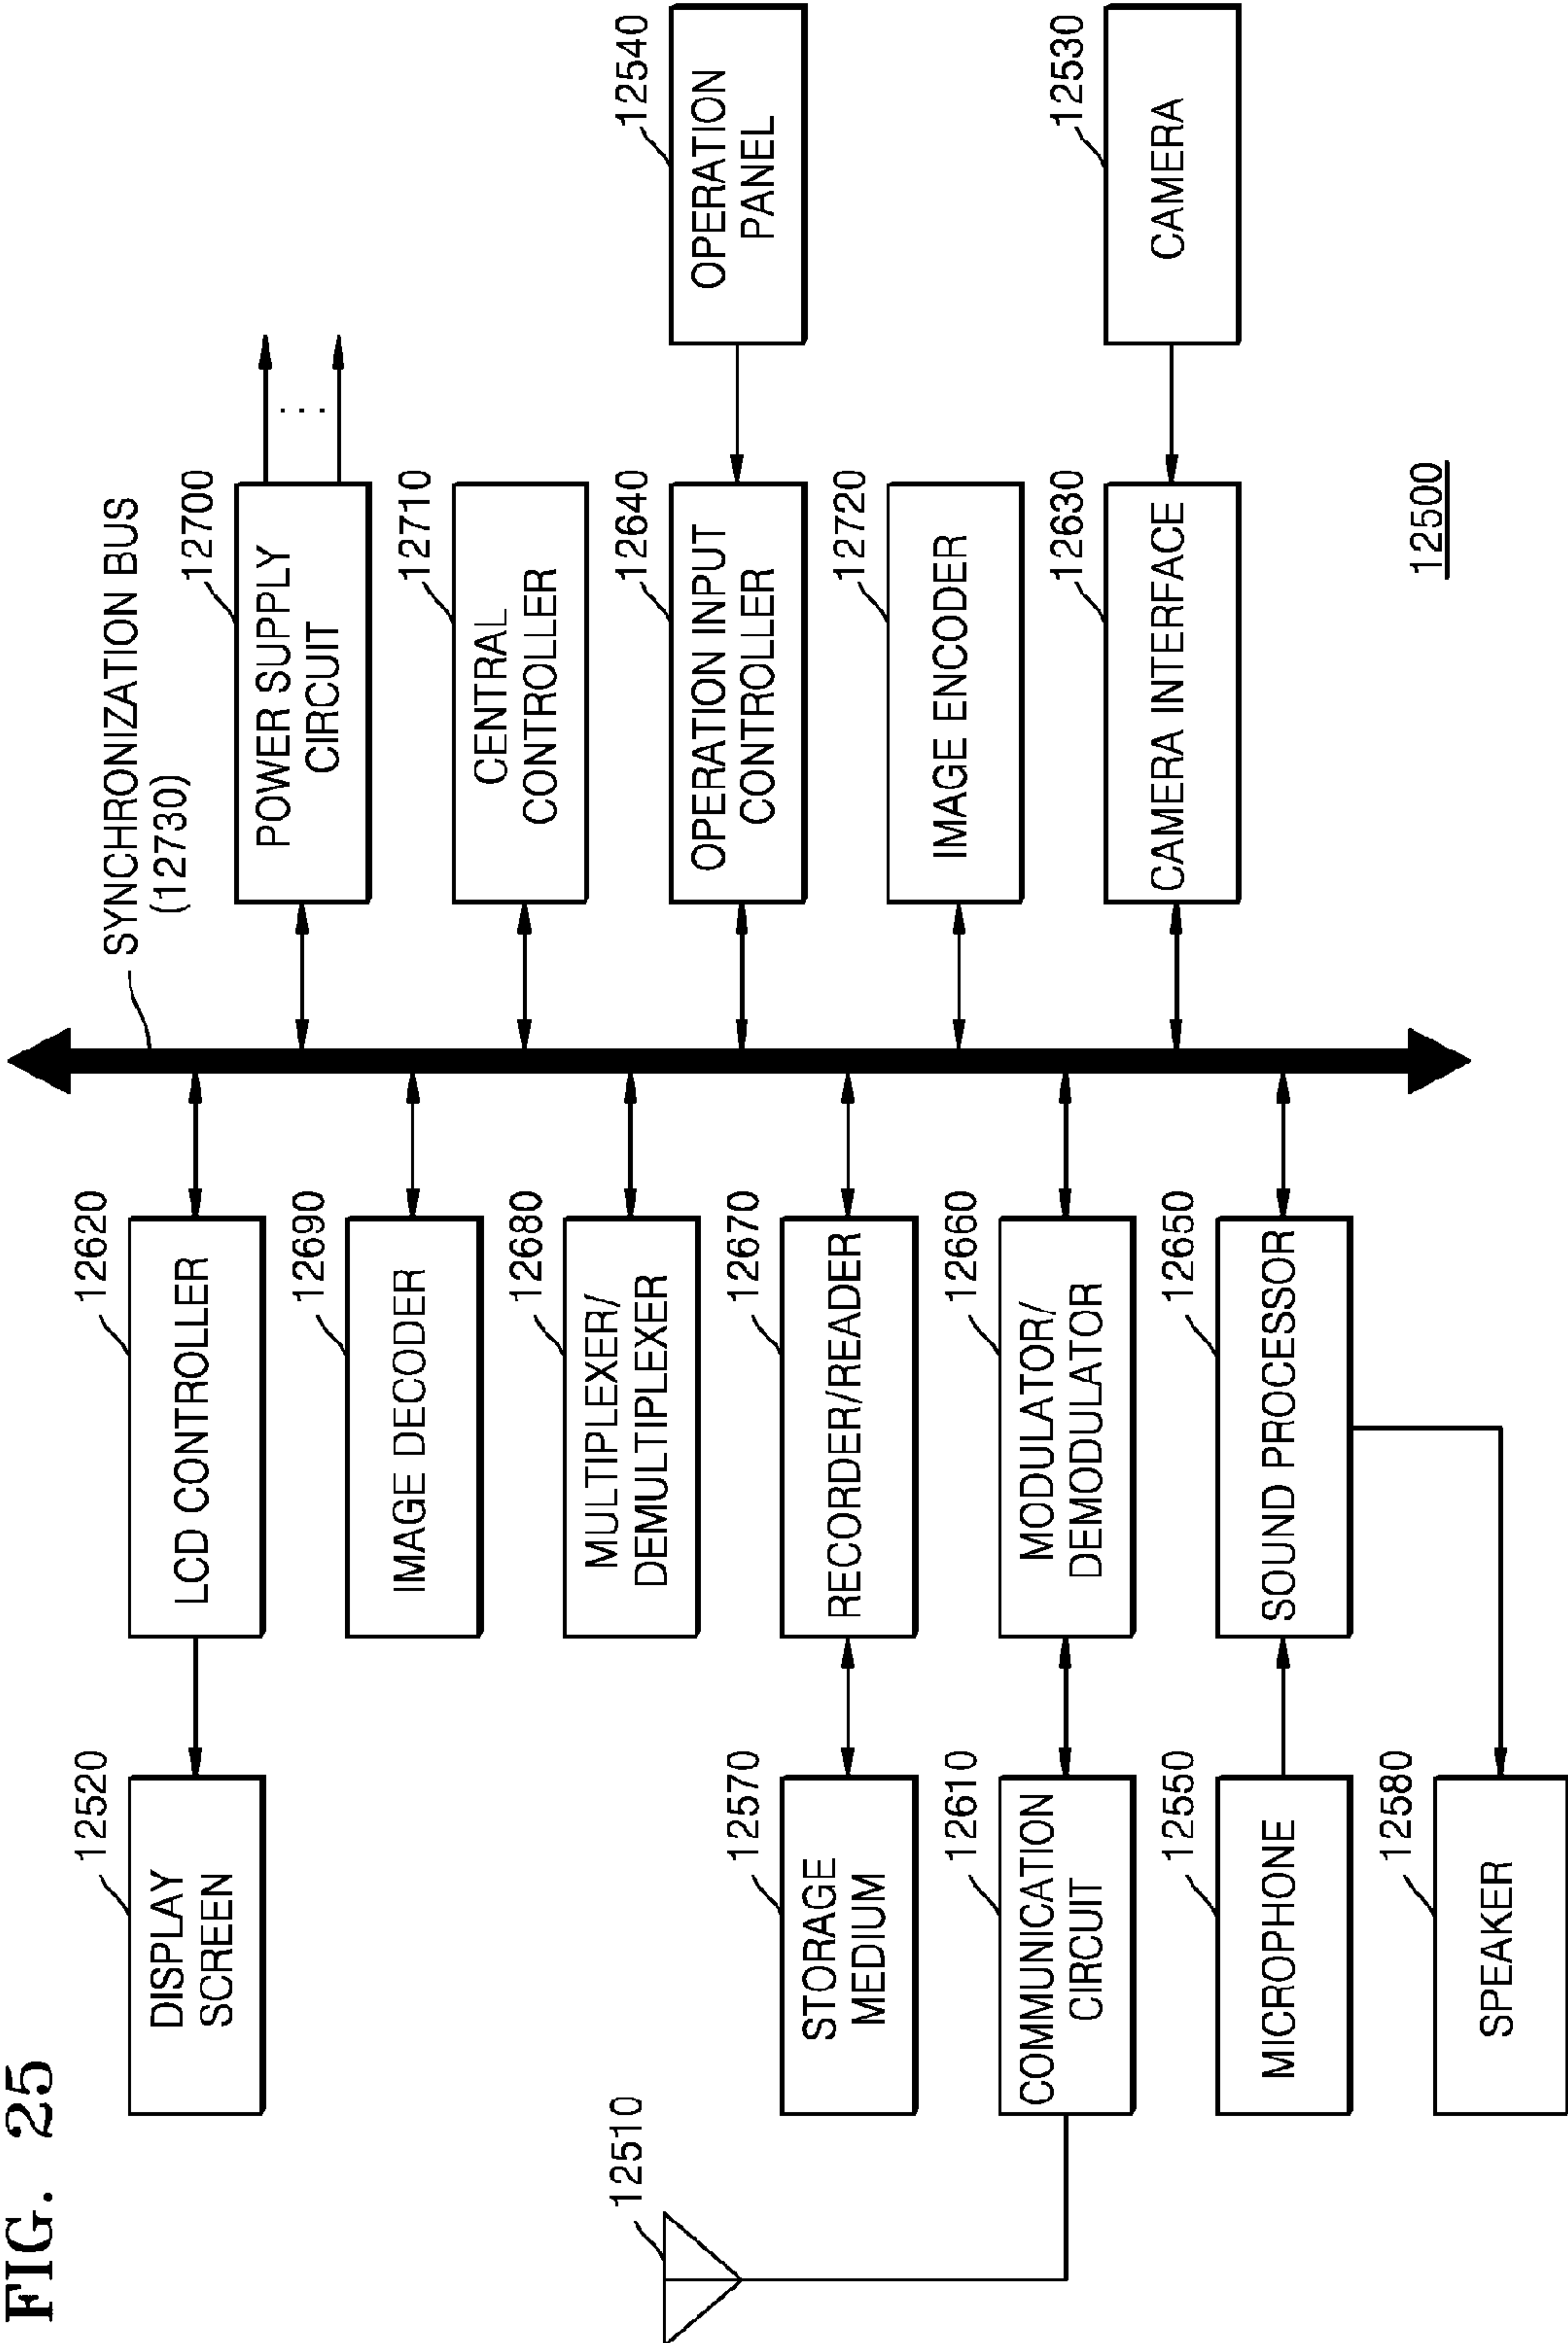 FIG. 25
12510
12520
DISPLAY
SCREEN
12620
LCD CONTROLLER
12690
IMAGE DECODER
12680
MULTIPLEXER/
DEMULTIPLEXER
12570
STORAGE
MEDIUM
12670
RECORDER/READER
12610
COMMUNICATION
CIRCUIT
12660
MODULATOR/
DEMODULATOR
12550
MICROPHONE
12650
SOUND PROCESSOR
12580
SPEAKER
SYNCHRONIZATION BUS
(12730)
12700
POWER SUPPLY
CIRCUIT
12710
CENTRAL
CONTROLLER
12640
OPERATION INPUT
CONTROLLER
12540
OPERATION
PANEL
12720
IMAGE ENCODER
12630
CAMERA INTERFACE
12530
CAMERA
12500